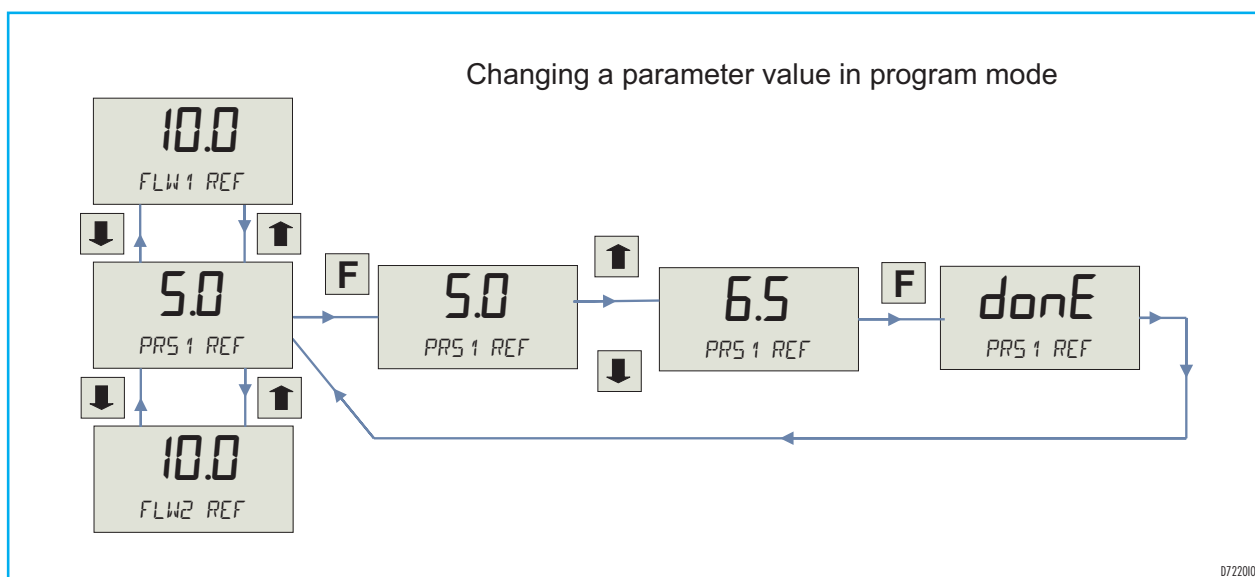 Changing a parameter value in program mode
10.0
FLW1 REF
5.0
PRS1 REF
10.0
FLW2 REF
F
5.0
PRS1 REF
6.5
PRS1 REF
F
donE
PRS1 REF
D7220IO